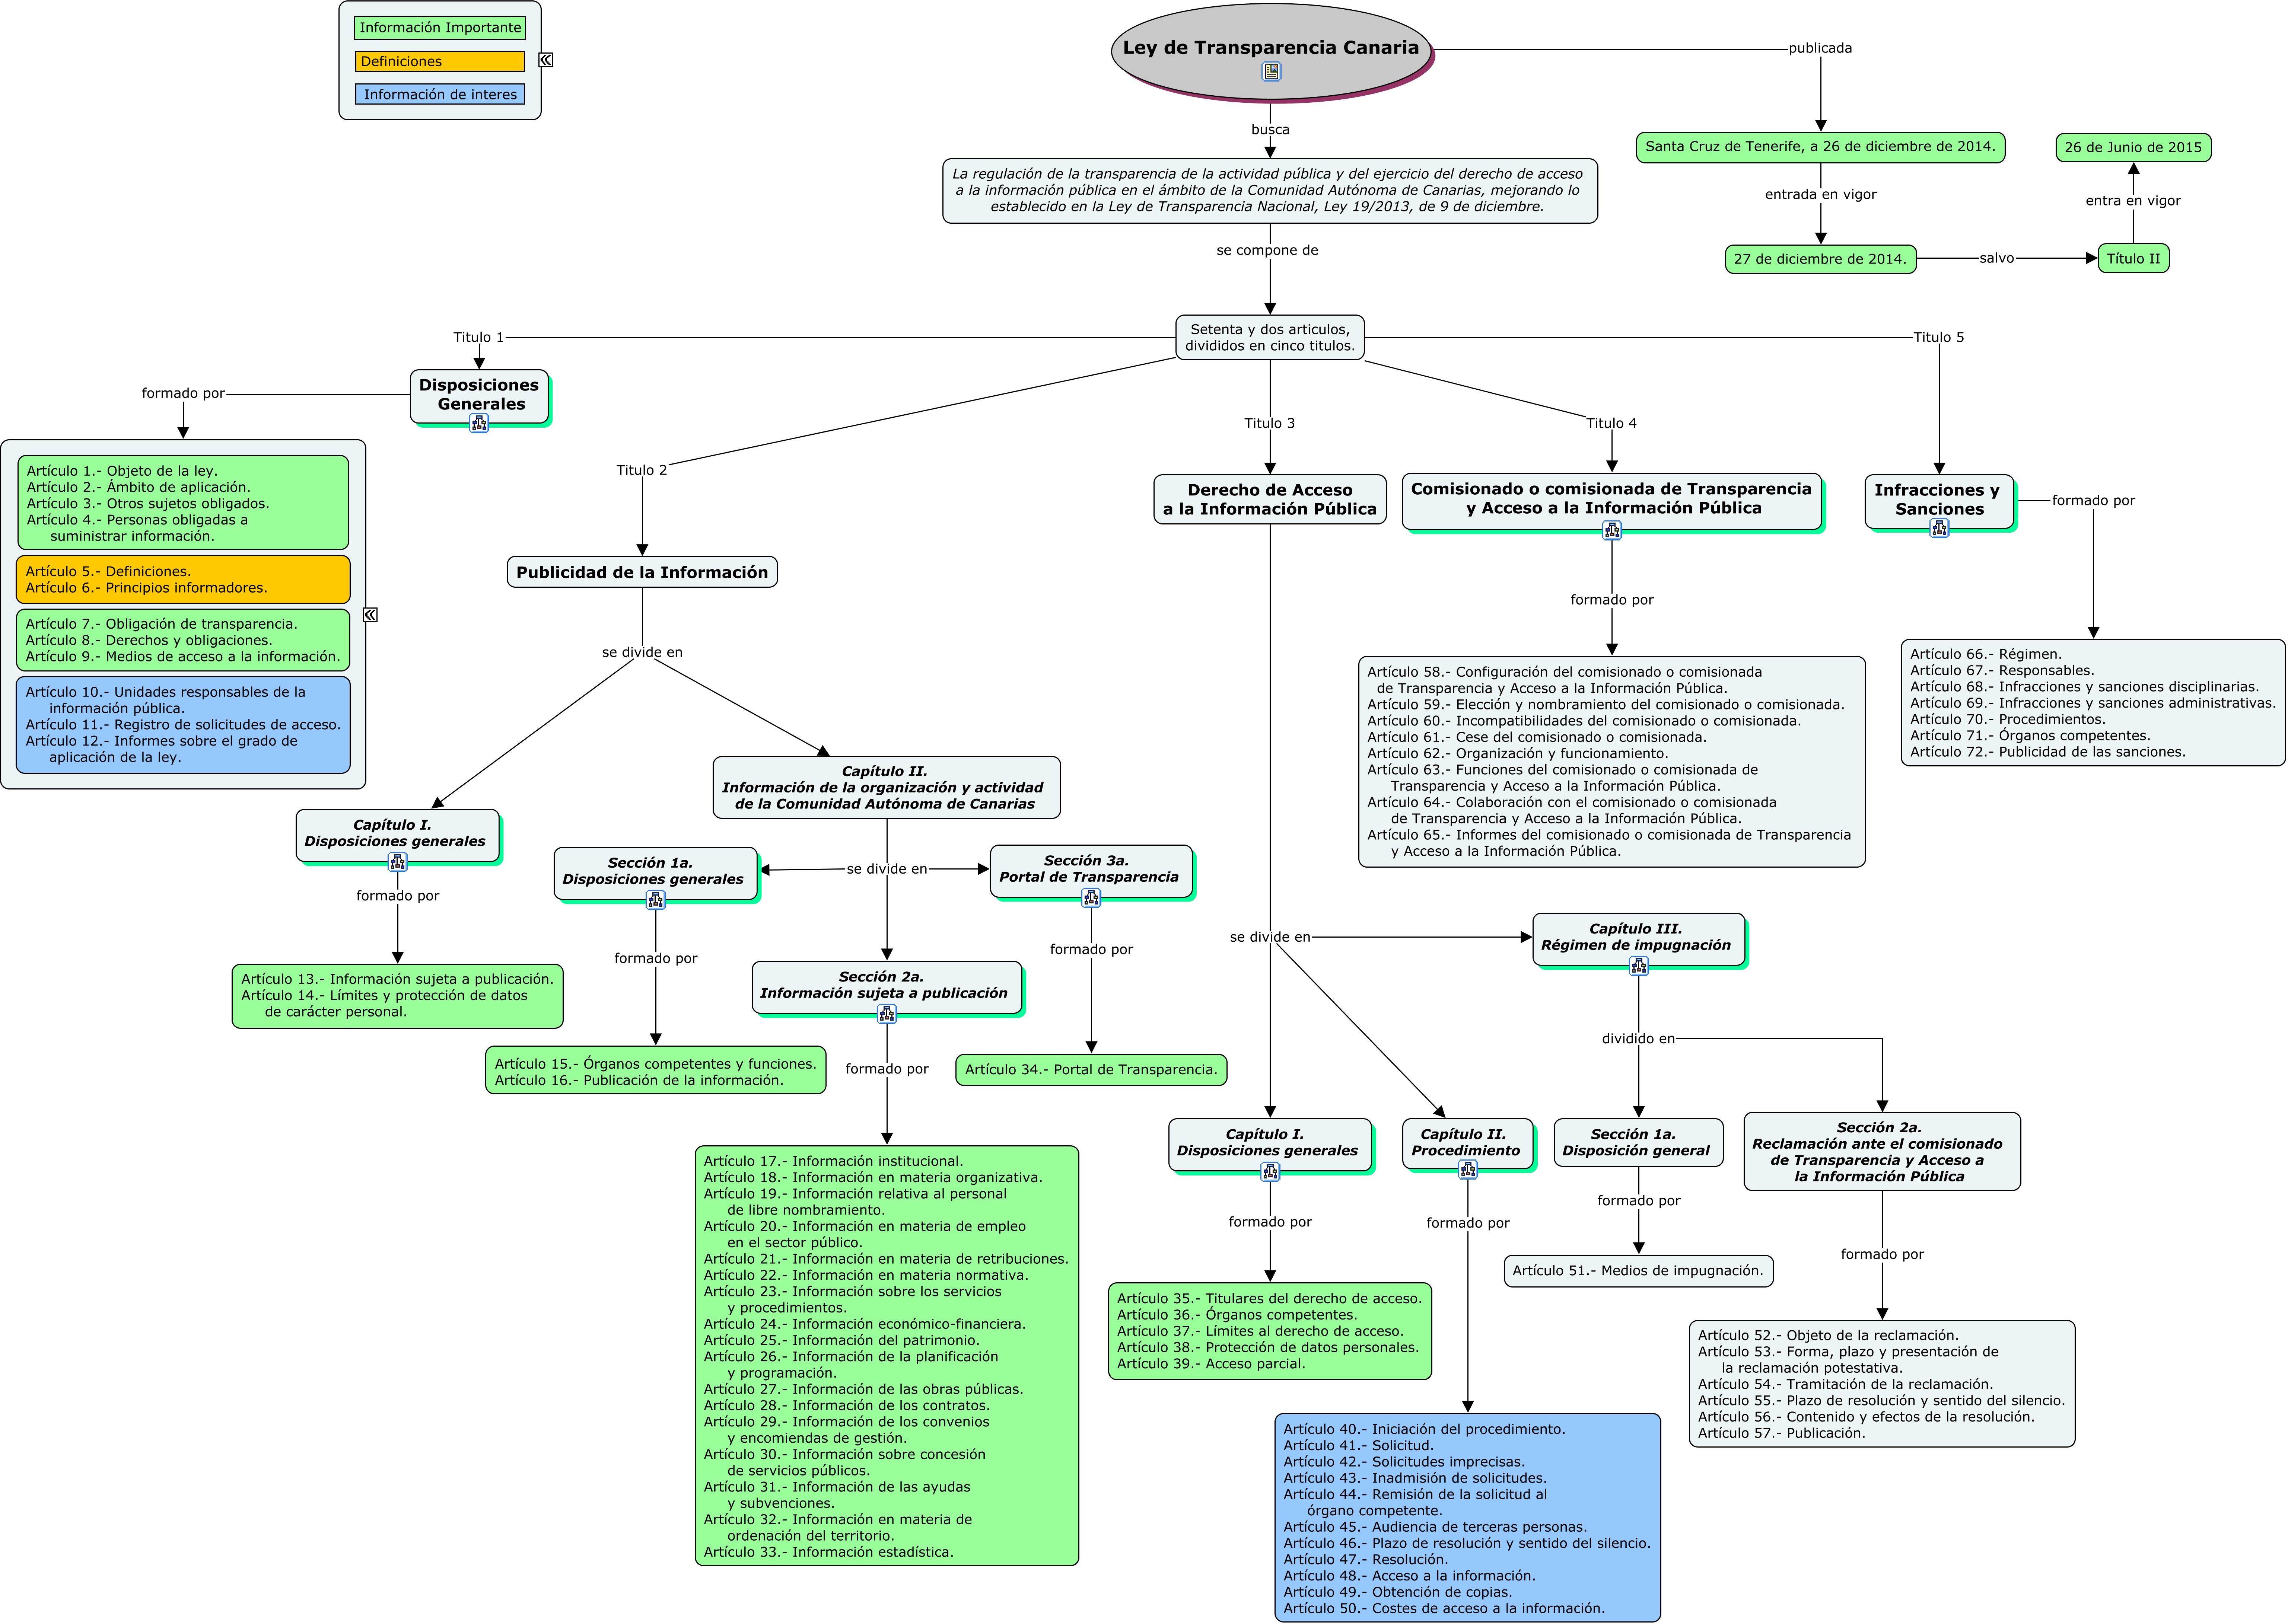 Información Importante
Definiciones
Información de interes
Ley de Transparencia Canaria
publicada
Santa Cruz de Tenerife, a 26 de diciembre de 2014.
entrada en vigor
27 de diciembre de 2014.
salvo
Título II
entra en vigor
26 de Junio de 2015
busca
La regulación de la transparencia de la actividad pública y del ejercicio del derecho de acceso
a la información pública en el ámbito de la Comunidad Autónoma de Canarias, mejorando lo
establecido en la Ley de Transparencia Nacional, Ley 19/2013, de 9 de diciembre.
se compone de
Setenta y dos articulos,
divididos en cinco titulos.
Titulo 1
Disposiciones
Generales
formado por
Artículo 1.- Objeto de la ley.
Artículo 2.- Ámbito de aplicación.
Artículo 3.- Otros sujetos obligados.
Artículo 4.- Personas obligadas a
suministrar información.
Artículo 5.- Definiciones.
Artículo 6.- Principios informadores.
Artículo 7.- Obligación de transparencia.
Artículo 8.- Derechos y obligaciones.
Artículo 9.- Medios de acceso a la información.
Artículo 10.- Unidades responsables de la
información pública.
Artículo 11.- Registro de solicitudes de acceso.
Artículo 12.- Informes sobre el grado de
aplicación de la ley.
Titulo 2
Publicidad de la Información
se divide en
Capítulo I.
Disposiciones generales
formado por
Artículo 13.- Información sujeta a publicación.
Artículo 14.- Límites y protección de datos
de carácter personal.
Capítulo II.
Información de la organización y actividad
de la Comunidad Autónoma de Canarias
se divide en
Sección 1a.
Disposiciones generales
formado por
Artículo 15.- Órganos competentes y funciones.
Artículo 16.- Publicación de la información.
Sección 2a.
Información sujeta a publicación
formado por
Artículo 17.- Información institucional.
Artículo 18.- Información en materia organizativa.
Artículo 19.- Información relativa al personal
de libre nombramiento.
Artículo 20.- Información en materia de empleo
en el sector público.
Artículo 21.- Información en materia de retribuciones.
Artículo 22.- Información en materia normativa.
Artículo 23.- Información sobre los servicios
y procedimientos.
Artículo 24.- Información económico-financiera.
Artículo 25.- Información del patrimonio.
Artículo 26.- Información de la planificación
y programación.
Artículo 27.- Información de las obras públicas.
Artículo 28.- Información de los contratos.
Artículo 29.- Información de los convenios
y encomiendas de gestión.
Artículo 30.- Información sobre concesión
de servicios públicos.
Artículo 31.- Información de las ayudas
y subvenciones.
Artículo 32.- Información en materia de
ordenación del territorio.
Artículo 33.- Información estadística.
Sección 3a.
Portal de Transparencia
formado por
Artículo 34.- Portal de Transparencia.
Titulo 3
Derecho de Acceso
a la Información Pública
se divide en
Capítulo I.
Disposiciones generales
formado por
Artículo 35.- Titulares del derecho de acceso.
Artículo 36.- Órganos competentes.
Artículo 37.- Límites al derecho de acceso.
Artículo 38.- Protección de datos personales.
Artículo 39.- Acceso parcial.
Capítulo II.
Procedimiento
formado por
Artículo 40.- Iniciación del procedimiento.
Artículo 41.- Solicitud.
Artículo 42.- Solicitudes imprecisas.
Artículo 43.- Inadmisión de solicitudes.
Artículo 44.- Remisión de la solicitud al
órgano competente.
Artículo 45.- Audiencia de terceras personas.
Artículo 46.- Plazo de resolución y sentido del silencio.
Artículo 47.- Resolución.
Artículo 48.- Acceso a la información.
Artículo 49.- Obtención de copias.
Artículo 50.- Costes de acceso a la información.
Capítulo III.
Régimen de impugnación
dividido en
Sección 1a.
Disposición general
formado por
Artículo 51.- Medios de impugnación.
Sección 2a.
Reclamación ante el comisionado
de Transparencia y Acceso a
la Información Pública
formado por
Artículo 52.- Objeto de la reclamación.
Artículo 53.- Forma, plazo y presentación de
la reclamación potestativa.
Artículo 54.- Tramitación de la reclamación.
Artículo 55.- Plazo de resolución y sentido del silencio.
Artículo 56.- Contenido y efectos de la resolución.
Artículo 57.- Publicación.
Titulo 4
Comisionado o comisionada de Transparencia
y Acceso a la Información Pública
formado por
Artículo 58.- Configuración del comisionado o comisionada
de Transparencia y Acceso a la Información Pública.
Artículo 59.- Elección y nombramiento del comisionado o comisionada.
Artículo 60.- Incompatibilidades del comisionado o comisionada.
Artículo 61.- Cese del comisionado o comisionada.
Artículo 62.- Organización y funcionamiento.
Artículo 63.- Funciones del comisionado o comisionada de
Transparencia y Acceso a la Información Pública.
Artículo 64.- Colaboración con el comisionado o comisionada
de Transparencia y Acceso a la Información Pública.
Artículo 65.- Informes del comisionado o comisionada de Transparencia
y Acceso a la Información Pública.
Titulo 5
Infracciones y
Sanciones
formado por
Artículo 66.- Régimen.
Artículo 67.- Responsables.
Artículo 68.- Infracciones y sanciones disciplinarias.
Artículo 69.- Infracciones y sanciones administrativas.
Artículo 70.- Procedimientos.
Artículo 71.- Órganos competentes.
Artículo 72.- Publicidad de las sanciones.